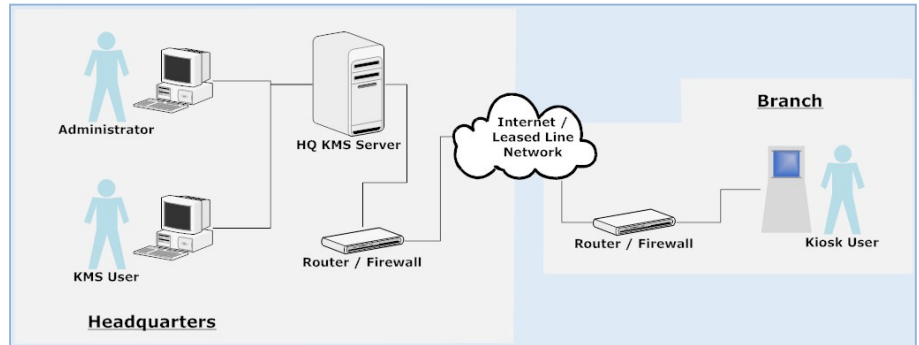 Administrator
HQ KMS Server
Internet /
Leased Line
Network
Branch
KMS User
Router / Firewall
Router / Firewall
Kiosk User
Headquarters